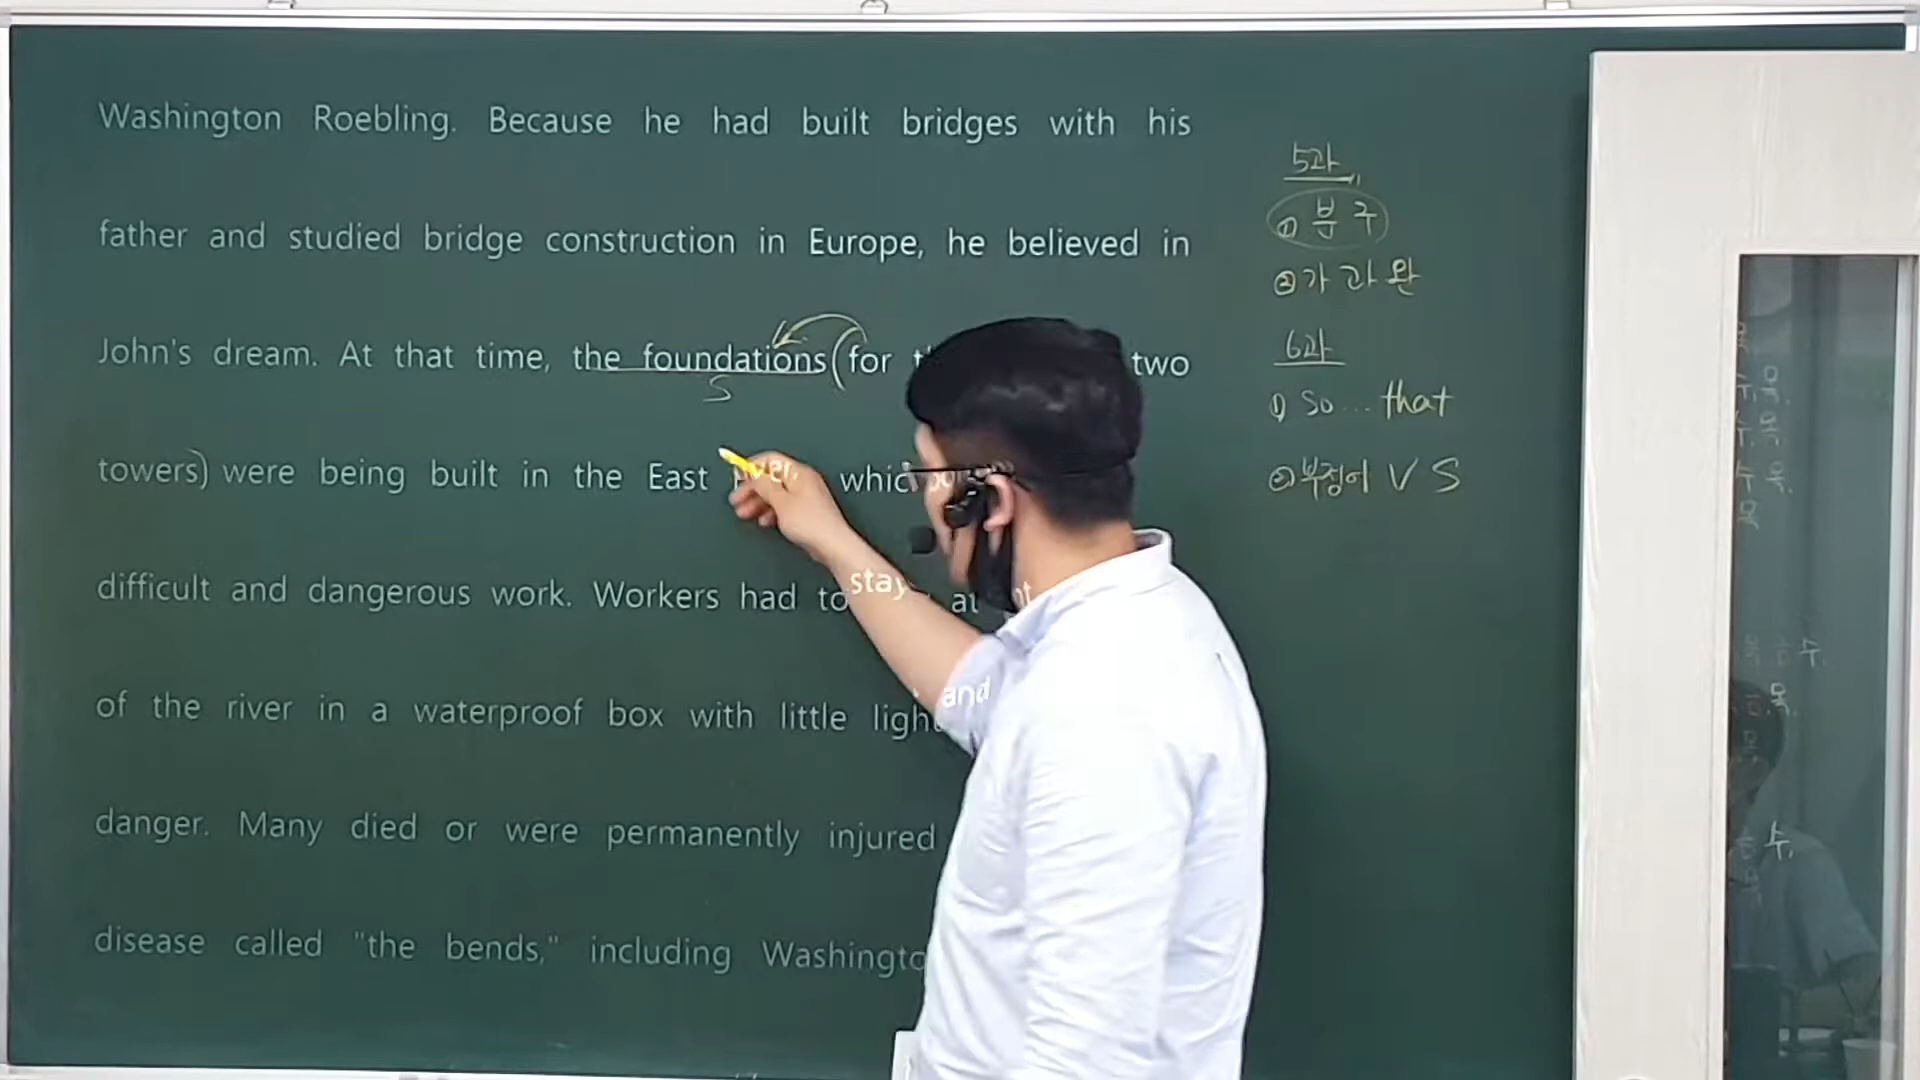 Washington Roebling. Because he had built bridges with his
father and studied bridge construction in Europe, he believed in
John's dream. At that time, the foundations (for two
S
towers) were being built in the East
difficult and dangerous work. Workers had to stay at
of the river in a waterproof box with little light and
danger. Many died or were permanently injured
disease called "the bends," including
5과
① 분 구
② 가 과 완
6과
① so... that
② 부정어 V S